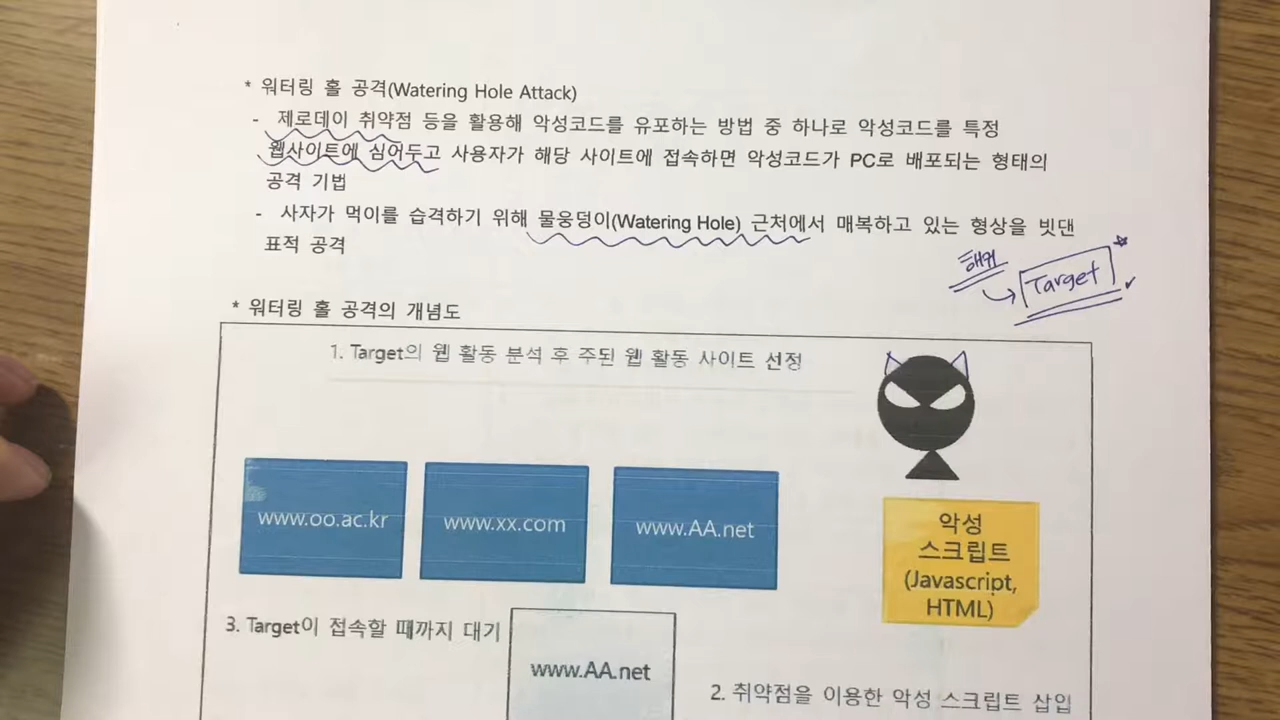 * 워터링 홀 공격(Watering Hole Attack)
- 제로데이 취약점 등을 활용해 악성코드를 유포하는 방법 중 하나로 악성코드를 특정
웹사이트에 심어두고 사용자가 해당 사이트에 접속하면 악성코드가 PC로 배포되는 형태의
공격 기법
- 사자가 먹이를 습격하기 위해 물웅덩이(Watering Hole) 근처에서 매복하고 있는 형상을 빗댄
표적 공격
해커
Target
* 워터링 홀 공격의 개념도
1. Target의 웹 활동 분석 후 주된 웹 활동 사이트 선정
www.oo.ac.kr
www.xx.com
www.AA.net
악성
스크립트
(Javascript,
HTML)
3. Target이 접속할 때까지 대기
www.AA.net
2. 취약점을 이용한 악성 스크립트 삽입